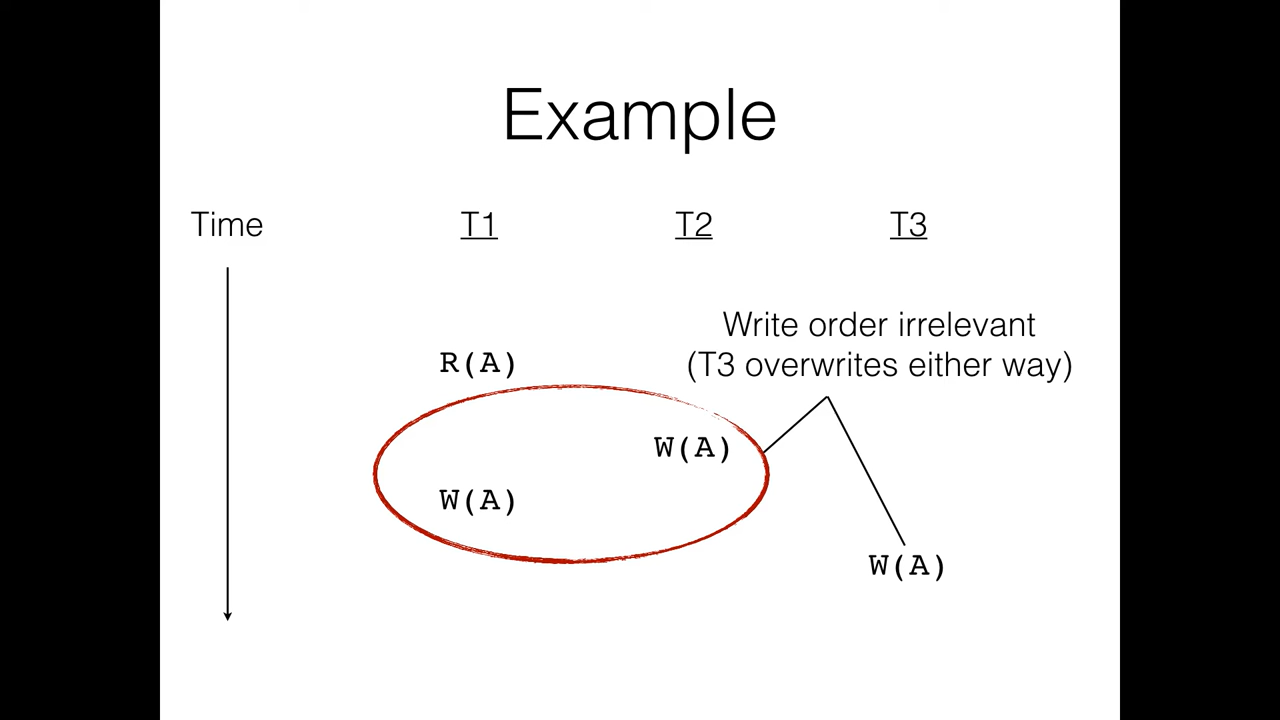 Example
Time T1 T2 T3
Write order irrelevant
(T3 overwrites either way)
R(A)
W(A)
W(A)
W(A)